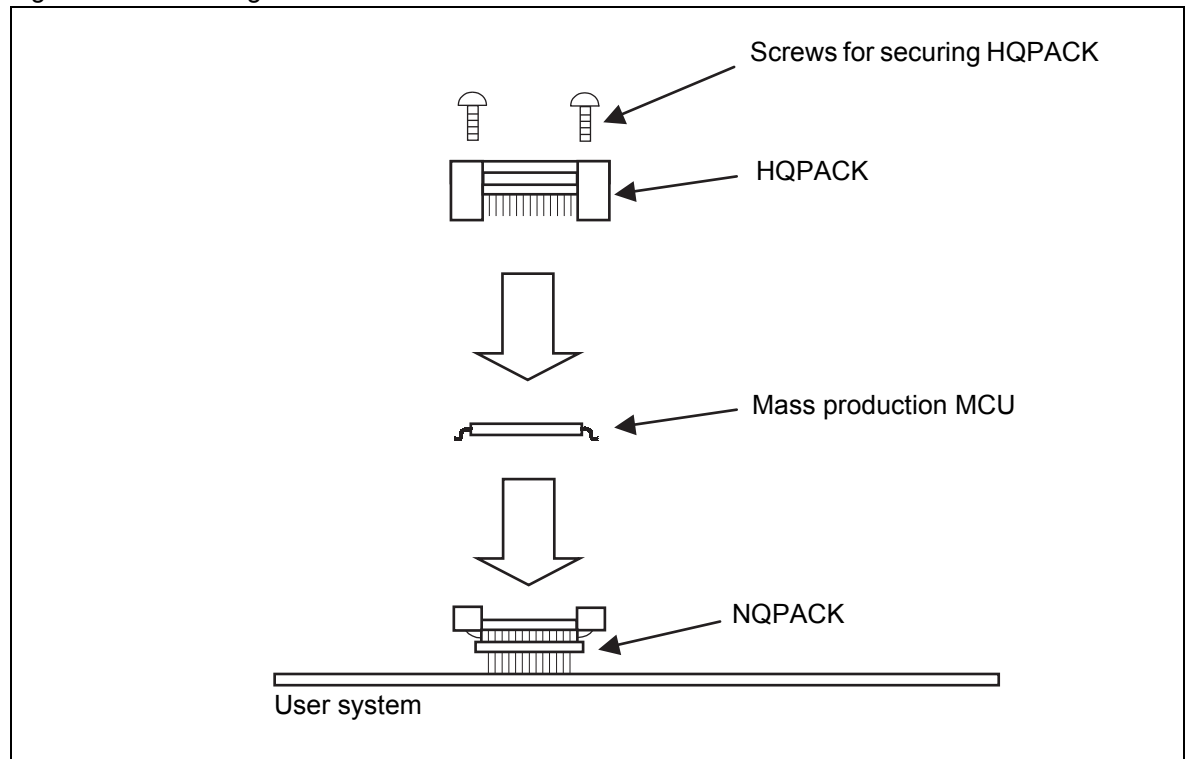 Screws for securing HQPACK
HQPACK
Mass production MCU
NQPACK
User system